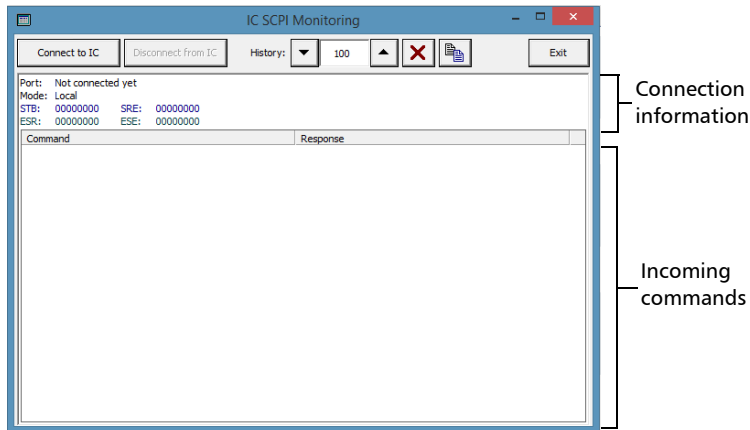 IC SCPI Monitoring
Connect to IC Disconnect from IC History: 100 Exit
Port: Not connected yet
Mode: Local
STB: 00000000 SRE: 00000000
ESR: 00000000 ESE: 00000000
Command Response
Connection
information
Incoming
commands